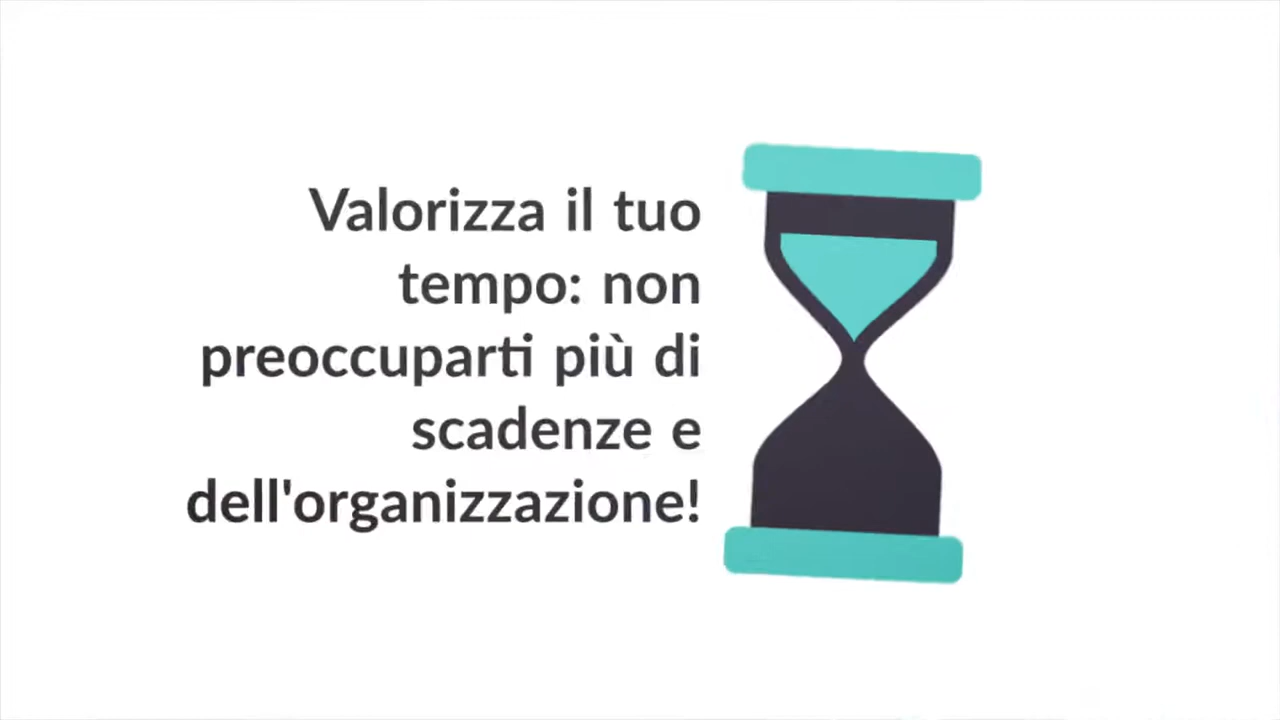 Valorizza il tuo
tempo: non
preoccuparti più di
scadenze e
dell'organizzazione!